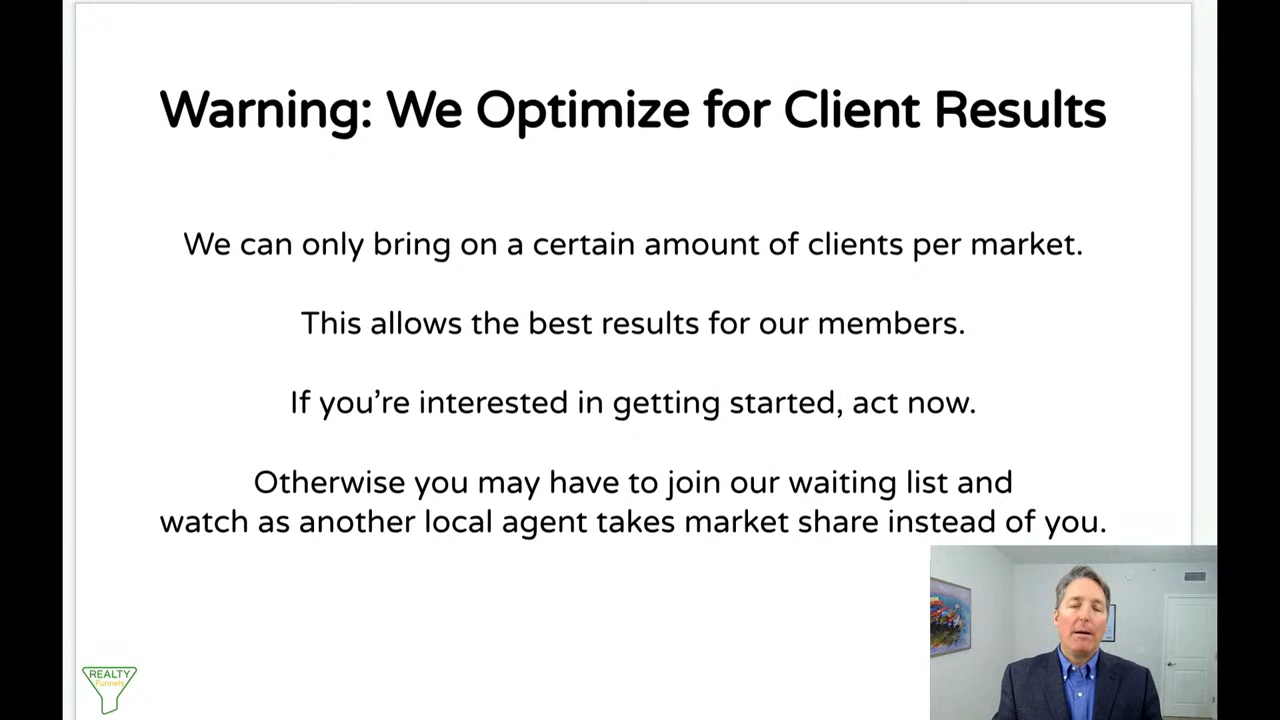 Warning: We Optimize for Client Results
We can only bring on a certain amount of clients per market.
This allows the best results for our members.
If you’re interested in getting started, act now.
Otherwise you may have to join our waiting list and
watch as another local agent takes market share instead of you.
REALTY
Funnels